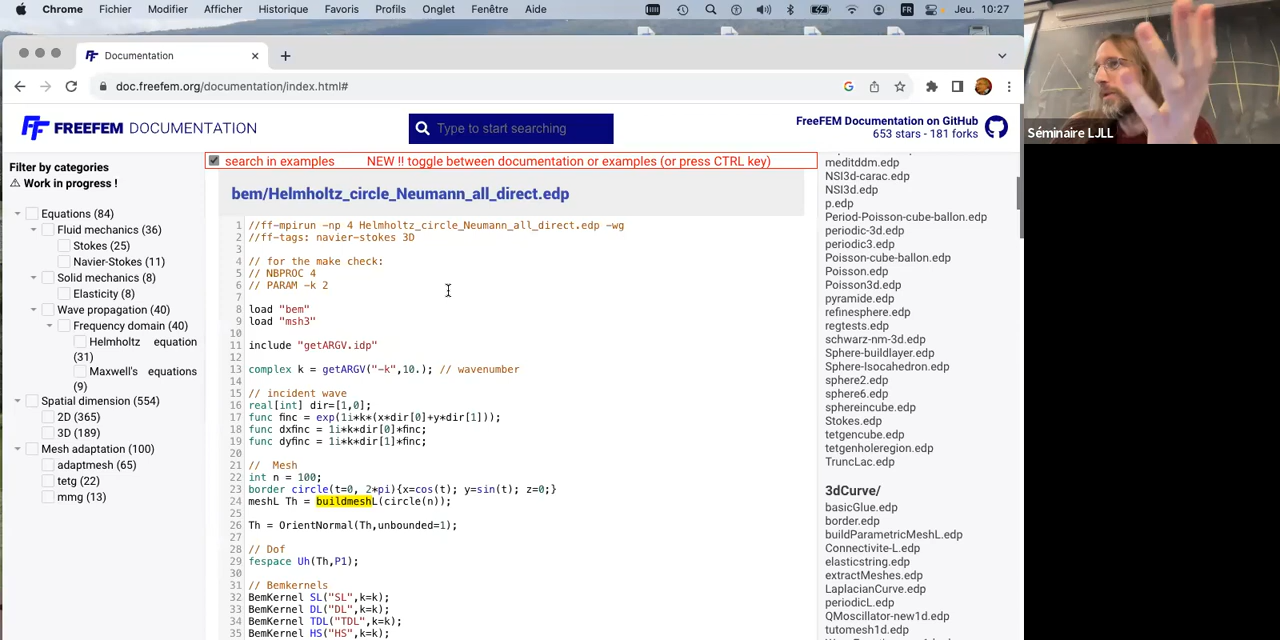 Chrome Fichier Modifier Afficher Historique Favoris Profils Onglet Fenêtre Aide FR Jeu. 10:27
Documentation
doc.freefem.org/documentation/index.html#
FREEFEM DOCUMENTATION
Type to start searching
FreeFEM Documentation on GitHub
653 stars - 181 forks
Séminaire LJLL
Filter by categories
⚠ Work in progress !
Equations (84)
Fluid mechanics (36)
Stokes (25)
Navier-Stokes (11)
Solid mechanics (8)
Elasticity (8)
Wave propagation (40)
Frequency domain (40)
Helmholtz equation
(31)
Maxwell's equations
(9)
Spatial dimension (554)
2D (365)
3D (189)
Mesh adaptation (100)
adaptmesh (65)
tetg (22)
mmg (13)
search in examples NEW !! toggle between documentation or examples (or press CTRL key)
bem/Helmholtz_circle_Neumann_all_direct.edp
1 //ff-mpirun -np 4 Helmholtz_circle_Neumann_all_direct.edp -wg
2 //ff-tags: navier-stokes 3D
3
4 // for the make check:
5 // NBPROC 4
6 // PARAM -k 2
7
8 load "bem"
9 load "msh3"
10
11 include "getARGV.idp"
12
13 complex k = getARGV("-k",10.); // wavenumber
14
15 // incident wave
16 real[int] dir=[1,0];
17 func finc = exp(1i*k*(x*dir[0]+y*dir[1]));
18 func dxfinc = 1i*k*dir[0]*finc;
19 func dyfinc = 1i*k*dir[1]*finc;
20
21 //  Mesh
22 int n = 100;
23 border circle(t=0, 2*pi){x=cos(t); y=sin(t); z=0;}
24 meshL Th = buildmeshL(circle(n));
25
26 Th = OrientNormal(Th,unbounded=1);
27
28 // Dof
29 fespace Uh(Th,P1);
30
31 // Bemkernels
32 BemKernel SL("SL",k=k);
33 BemKernel DL("DL",k=k);
34 BemKernel TDL("TDL",k=k);
35 BemKernel HS("HS",k=k);
meditddm.edp
NSI3d-carac.edp
NSI3d.edp
p.edp
Period-Poisson-cube-ballon.edp
periodic-3d.edp
periodic3.edp
Poisson-cube-ballon.edp
Poisson.edp
Poisson3d.edp
pyramide.edp
refinesphere.edp
regtests.edp
schwarz-nm-3d.edp
Sphere-buildlayer.edp
Sphere-Isocahedron.edp
sphere2.edp
sphere6.edp
sphereincube.edp
Stokes.edp
tetgencube.edp
tetgenholeregion.edp
TruncLac.edp
3dCurve/
basicGlue.edp
border.edp
buildParametricMeshL.edp
Connectivite-L.edp
elasticstring.edp
extractMeshes.edp
LaplacianCurve.edp
periodicL.edp
QMoscillator-new1d.edp
tutomesh1d.edp